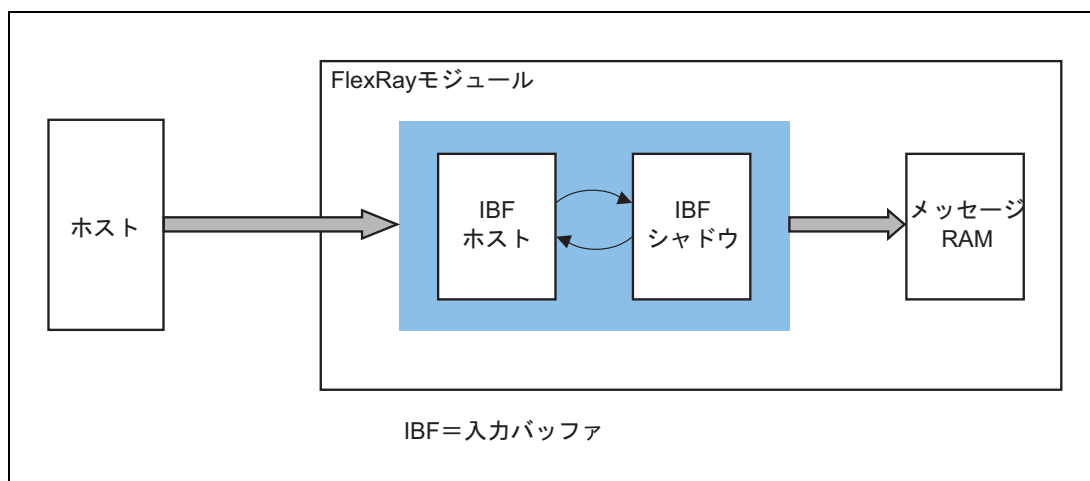 FlexRayモジュール
ホスト
IBF
ホスト
IBF
シャドウ
メッセージ
RAM
IBF=入力バッファ